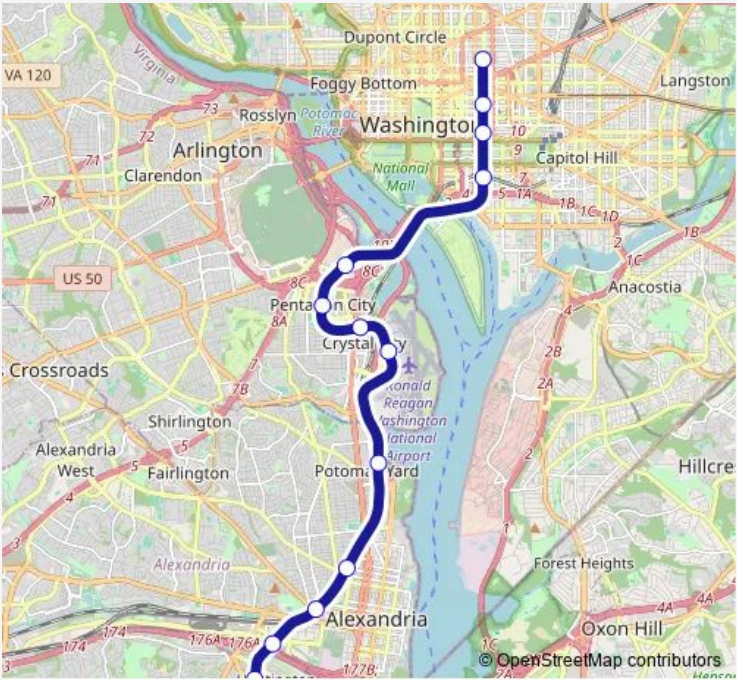 Dupont Circle
VA 120
Virginia
Foggy Bottom
Langston
73
Rosslyn
Potomac
River
Washington
10
72
Arlington
9
Capitol Hill
71
Clarendon
National
Mall
7
71
4
5
1A
1B
1C
1D
2
1B
1C
US 50
8C
8C
Anacostia
Pentagon City
8A
4
Crystal City
2B
7
Crossroads
2A
7B
Ronald
Reagan
Washington
National
Airport
Shirlington
5
Alexandria
West
5
Fairlington
Potomac Yard
2
Hillcre
4
3
1
Alexandria
Forest Heights
4A
4A
Alexandria
Oxon Hill
174
174
176A
176A
1C
3
177B
2A
Huntington
© OpenStreetMap contributors